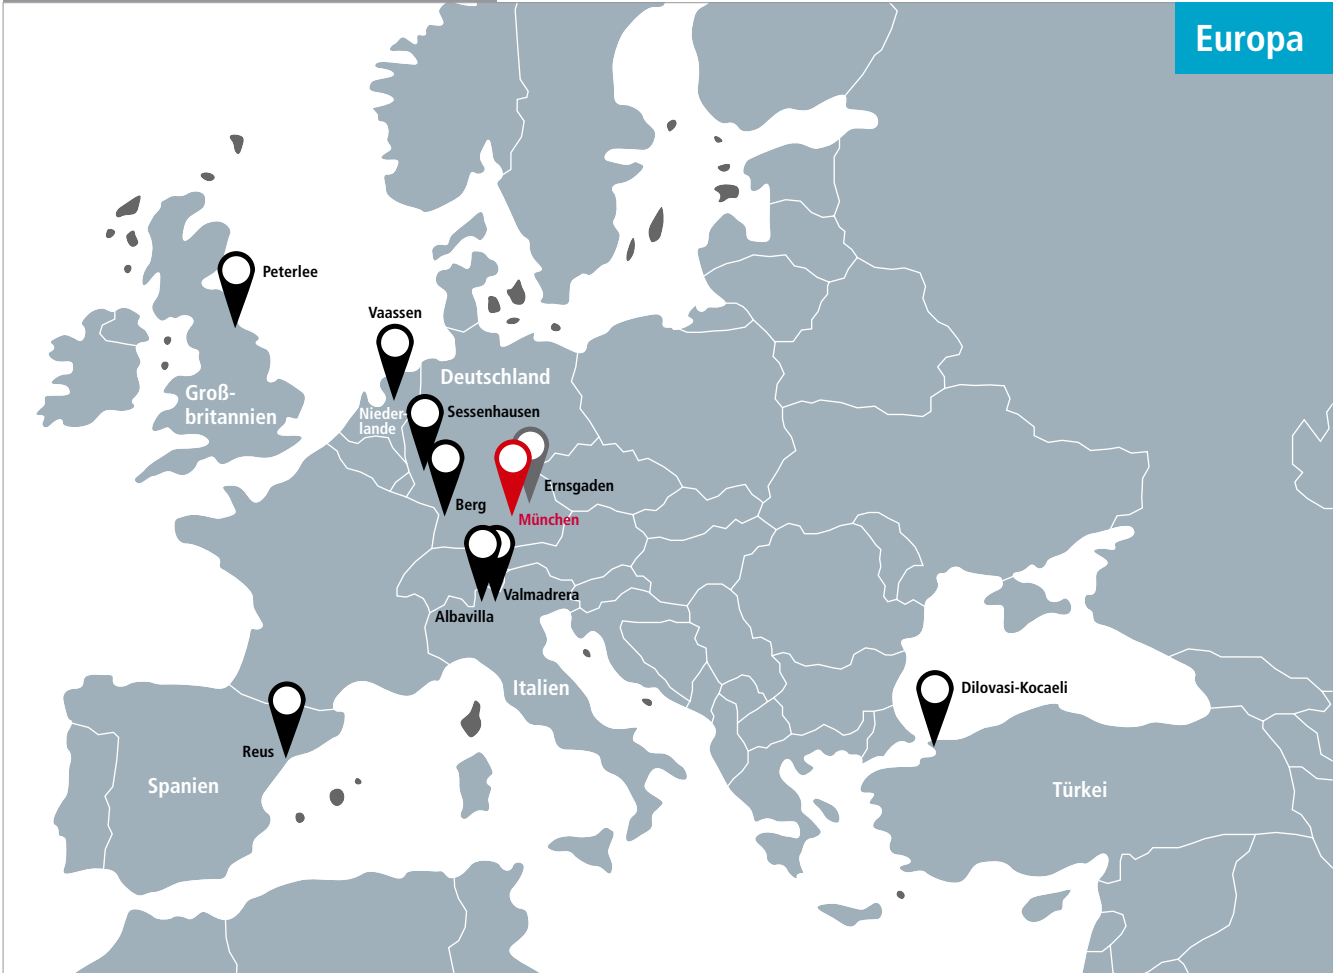 Europa
Peterlee
Vaassen
Deutschland
Groß-
britannien
Nieder-
lande
Sessenhausen
Ernsgaden
Berg
München
Valmadrera
Albavilla
Italien
Dilovasi-Kocaeli
Reus
Spanien
Türkei